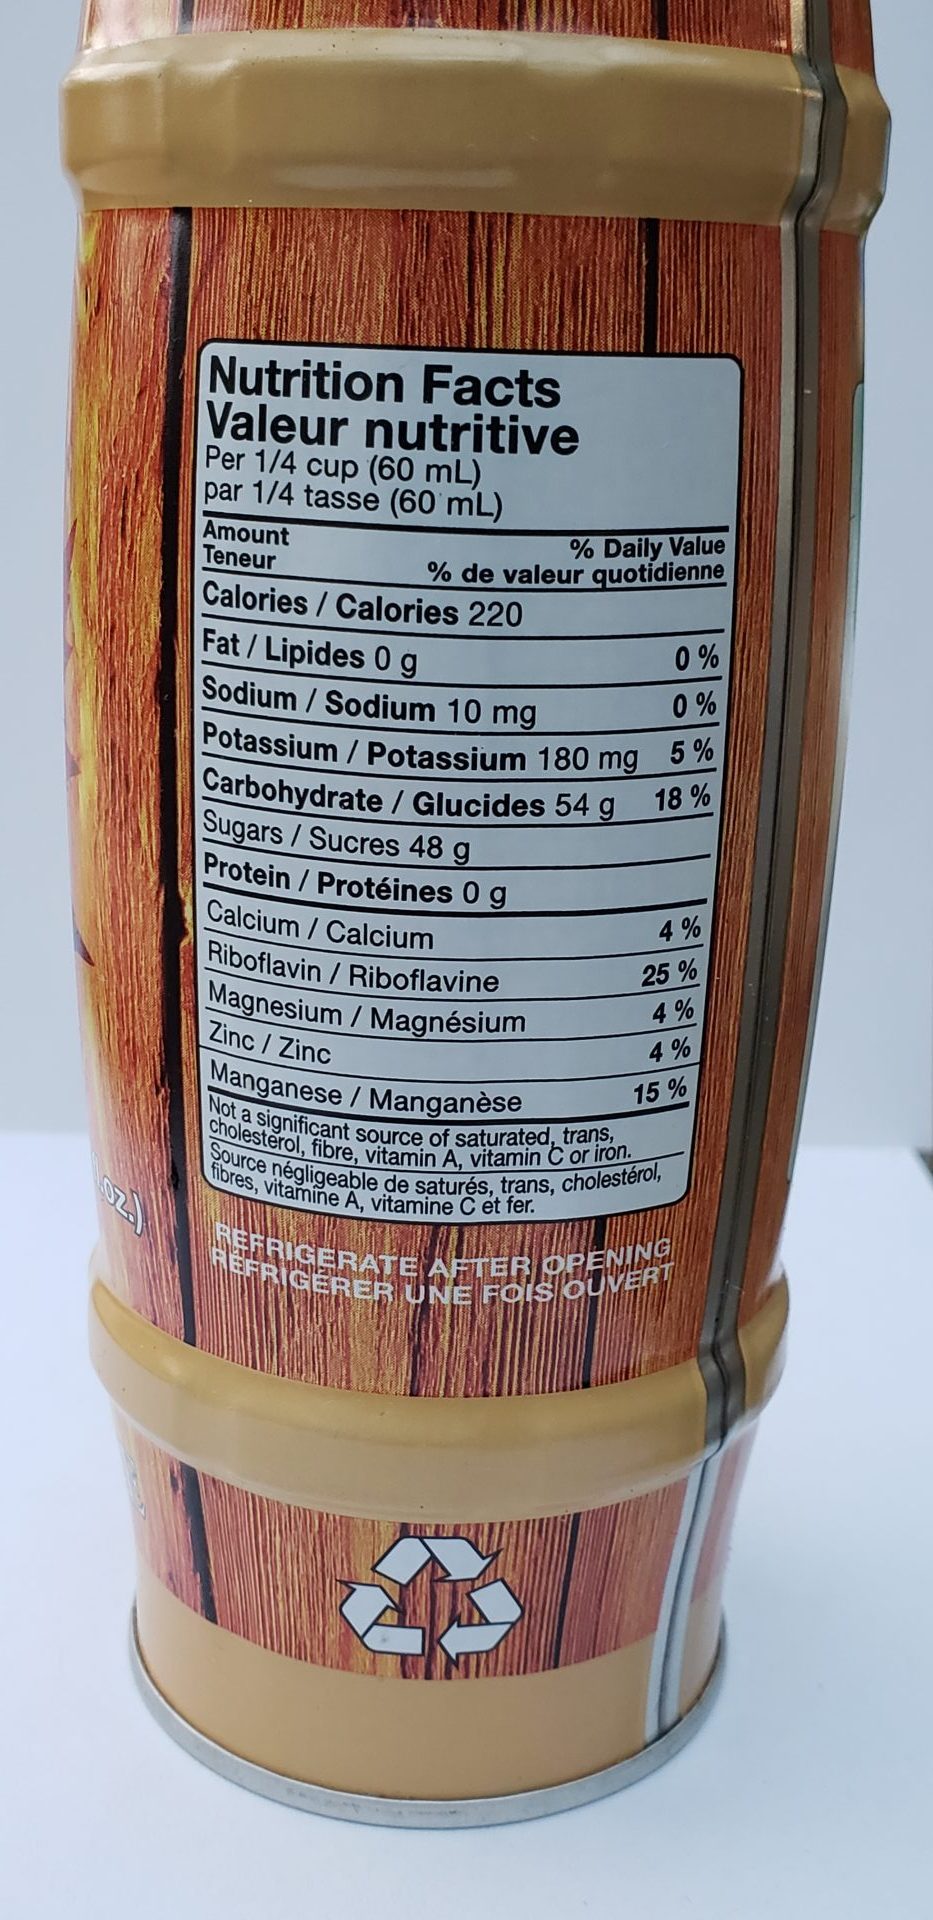 Nutrition Facts
Valeur nutritive
Per 1/4 cup (60 mL)
par 1/4 tasse (60 mL)
Amount % Daily Value
Teneur % de valeur quotidienne
Calories / Calories 220
Fat / Lipides 0 g 0 %
Sodium / Sodium 10 mg 0 %
Potassium / Potassium 180 mg 5 %
Carbohydrate / Glucides 54 g 18 %
Sugars / Sucres 48 g
Protein / Protéines 0 g
Calcium / Calcium 4 %
Riboflavin / Riboflavine 25 %
Magnesium / Magnésium 4 %
Zinc / Zinc 4 %
Manganese / Manganèse 15 %
Not a significant source of saturated, trans,
cholesterol, fibre, vitamin A, vitamin C or iron.
Source négligeable de saturés, trans, cholestérol,
fibres, vitamine A, vitamine C et fer.
REFRIGERATE AFTER OPENING
RÉFRIGÉRER UNE FOIS OUVERT
oz.)